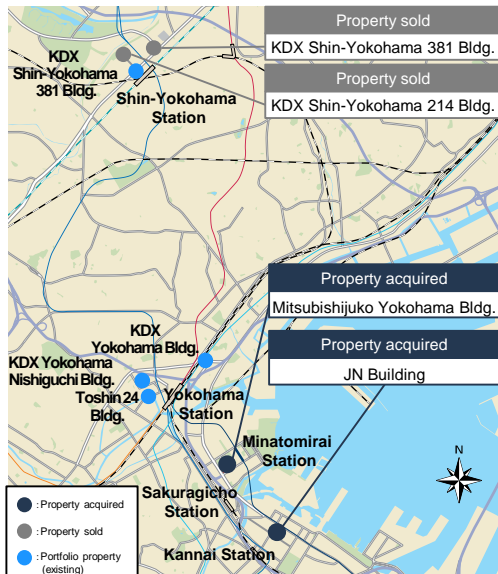 Property sold
KDX Shin-Yokohama 381 Bldg.
Property sold
KDX Shin-Yokohama 214 Bldg.
KDX
Shin-Yokohama
381 Bldg.
Shin-Yokohama
Station
Property acquired
Mitsubishijuko Yokohama Bldg.
Property acquired
JN Building
KDX
Yokohama Bldg.
KDX Yokohama
Nishiguchi Bldg.
Toshin 24
Bldg.
Yokohama
Station
Minatomirai
Station
Sakuragicho
Station
Kannai Station
N
: Property acquired
: Property sold
: Portfolio property
(existing)